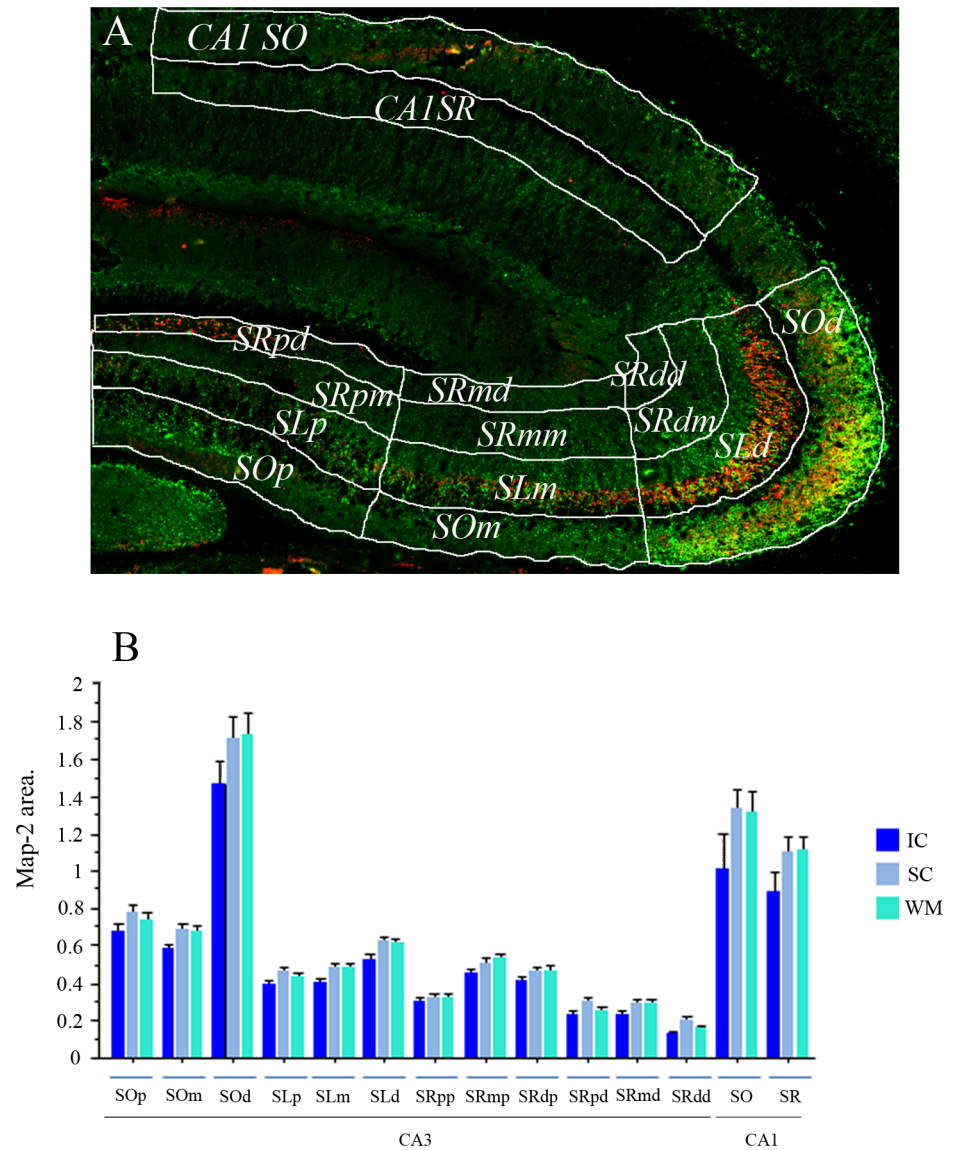 A
CA1 SO
CA1SR
SOd
SRpd
SRdd
SRmd
SRpm
SRdm
SLp
SRmm
SLd
SOp
SLm
SOm
B
Map-2 area.
2
1.8
1.6
1.4
1.2
1
0.8
0.6
0.4
0.2
0
IC
SC
WM
SOp SOm SOd SLp SLm SLd SRpp SRmp SRdp SRpd SRmd SRdd SO SR
CA3 CA1